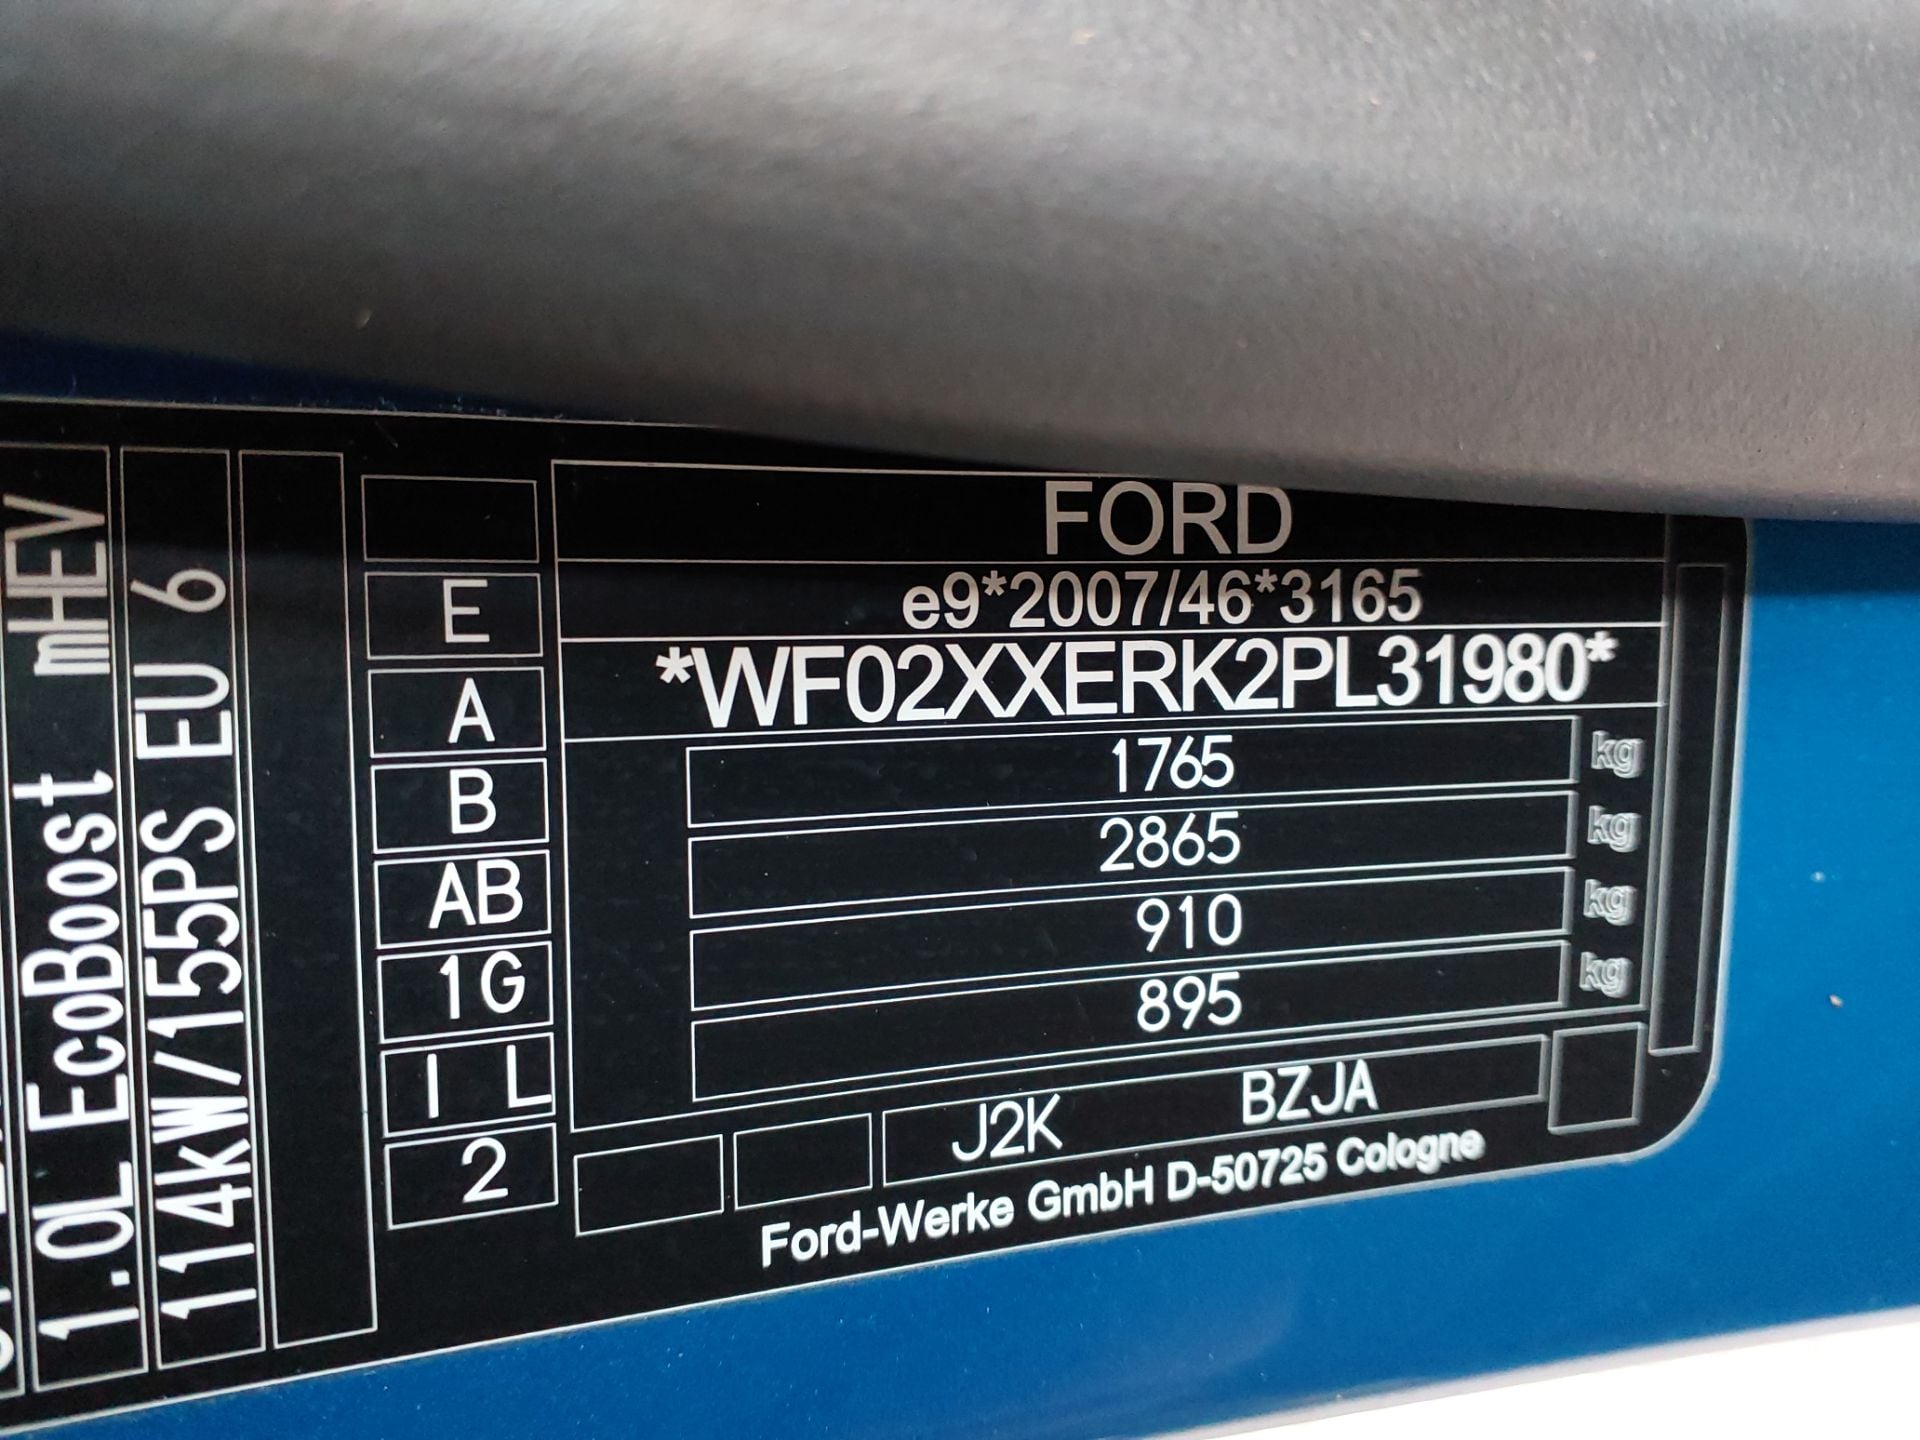 FORD
e9*2007/46*3165
*WF02XXERK2PL31980*
1765 kg
2865 kg
910 kg
895 kg
J2K BZJA
Ford-Werke GmbH D-50725 Cologne
E
A
B
AB
1G
I L
2
1.0L EcoBoost mHEV
114kW/155PS EU 6